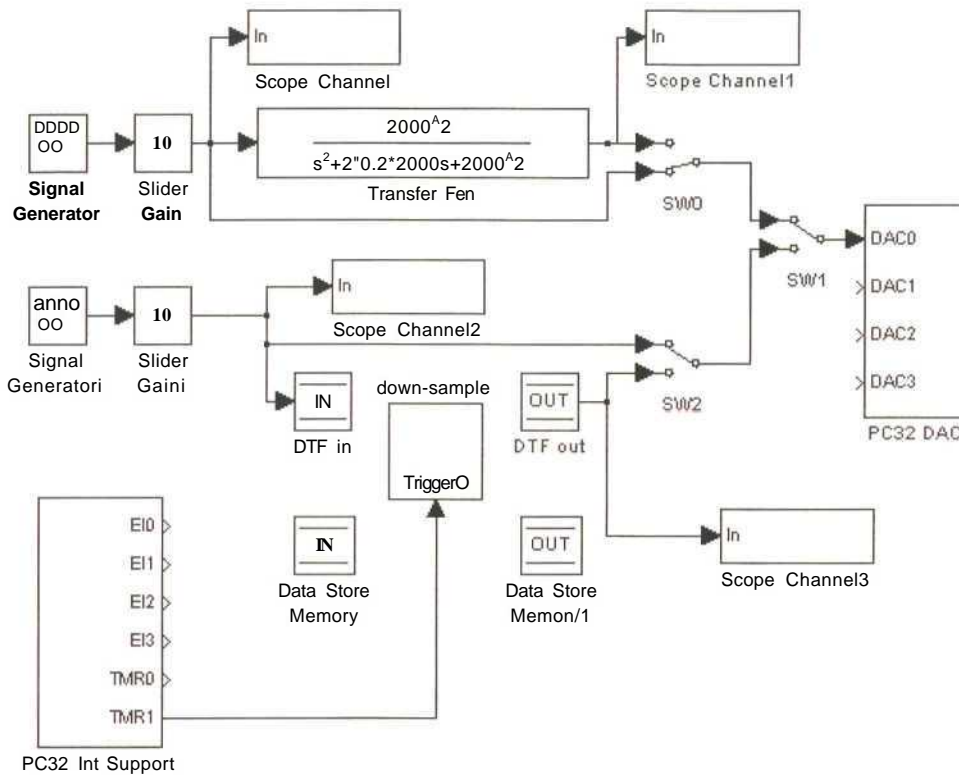 In
Scope Channel
In
Scope Channel1
DDDD
OO
Signal
Generator
10
Slider
Gain
2000^A2
s²+2"0.2*2000s+2000^A2
Transfer Fen
SW0
SW1
DAC0
DAC1
DAC2
DAC3
PC32 DAC
anno
OO
Signal
Generatori
10
Slider
Gaini
In
Scope Channel2
SW2
IN
DTF in
down-sample
TriggerO
OUT
DTF out
EI0
EI1
EI2
EI3
TMR0
TMR1
PC32 Int Support
IN
Data Store
Memory
OUT
Data Store
Memon/1
In
Scope Channel3